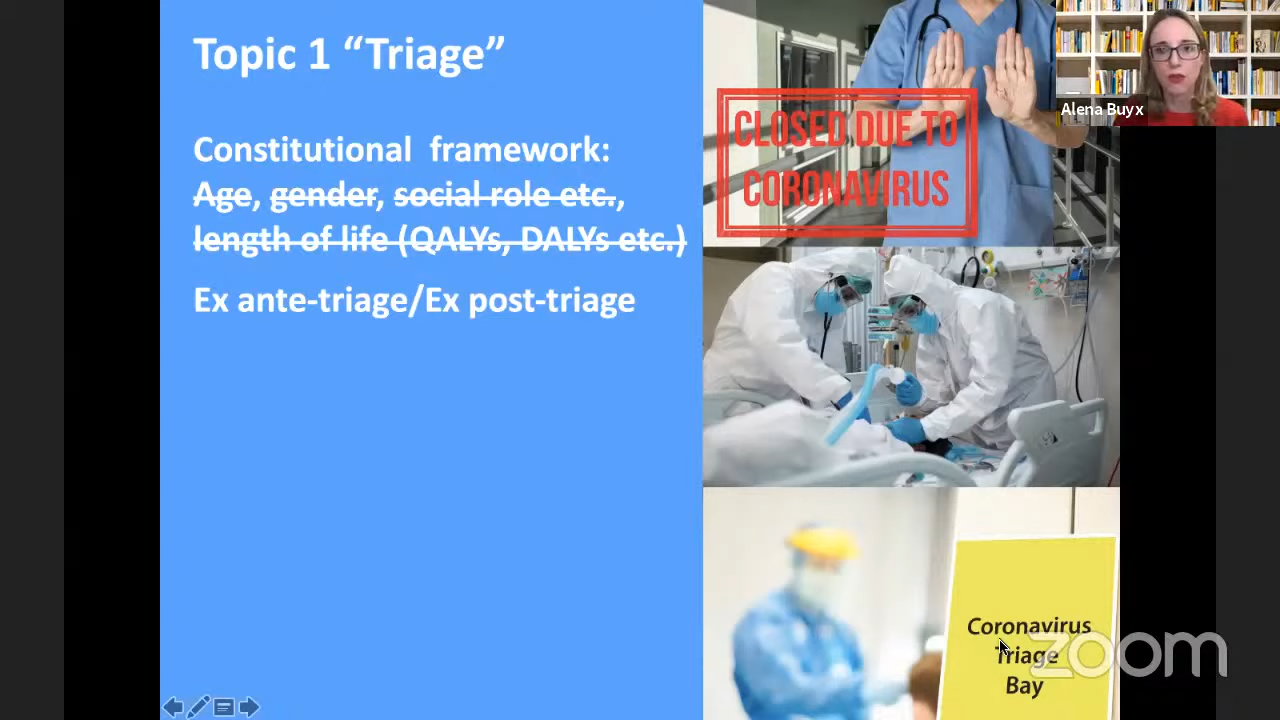 Topic 1 “Triage”
Constitutional framework:
Age, gender, social role etc.,
length of life (QALYs, DALYs etc.)
Ex ante-triage/Ex post-triage
CLOSED DUE TO
CORONAVIRUS
Alena Buyx
Coronavirus
Triage
Bay
zoom